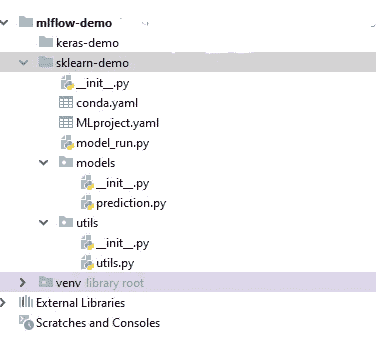 mlflow-demo
keras-demo
sklearn-demo
__init__.py
conda.yaml
MLproject.yaml
model_run.py
models
__init__.py
prediction.py
utils
__init__.py
utils.py
venv library root
External Libraries
Scratches and Consoles